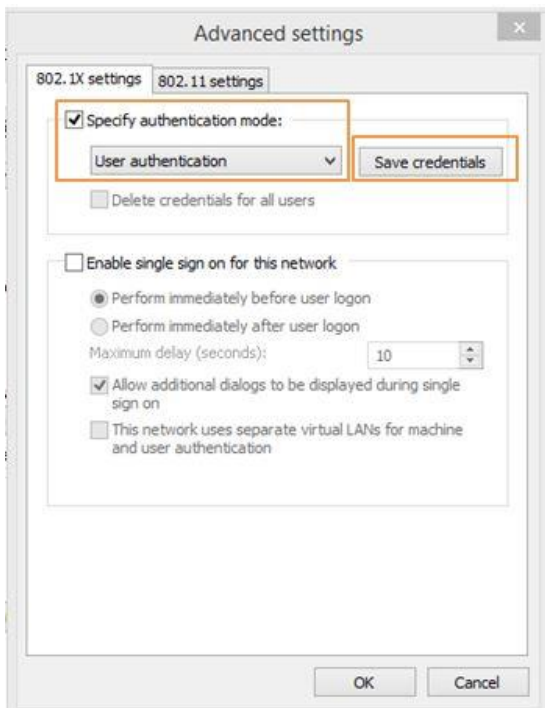 Advanced settings
802.1X settings
802.11 settings
Specify authentication mode:
User authentication
Save credentials
Delete credentials for all users
Enable single sign on for this network
Perform immediately before user logon
Perform immediately after user logon
Maximum delay (seconds):
10
Allow additional dialogs to be displayed during single
sign on
This network uses separate virtual LANs for machine
and user authentication
OK
Cancel